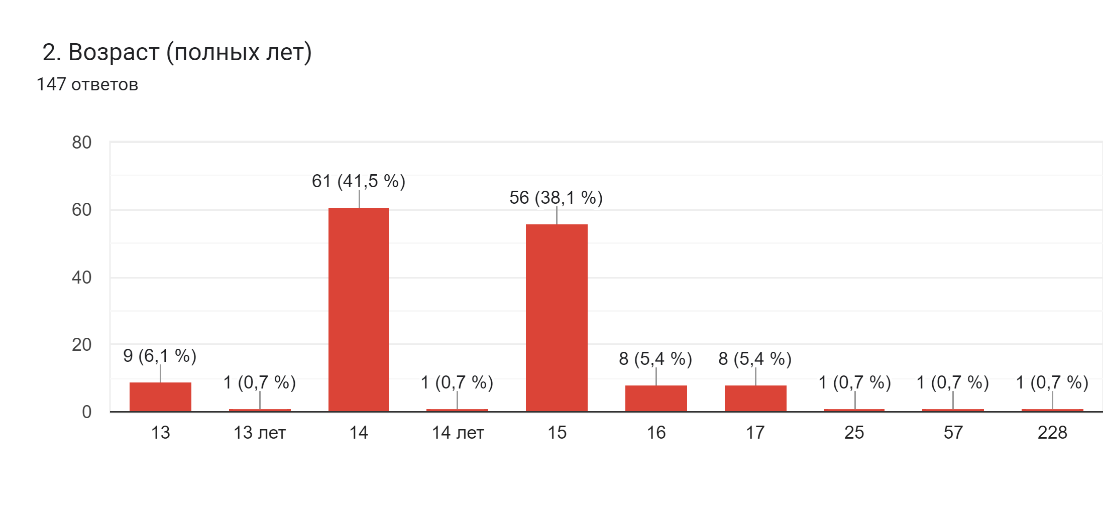 2. Возраст (полных лет)
147 ответов
80
60
40
20
0
61 (41,5 %)
56 (38,1 %)
9 (6,1 %)
1 (0,7 %)
1 (0,7 %)
8 (5,4 %)
8 (5,4 %)
1 (0,7 %)
1 (0,7 %)
1 (0,7 %)
13
13 лет
14
14 лет
15
16
17
25
57
228